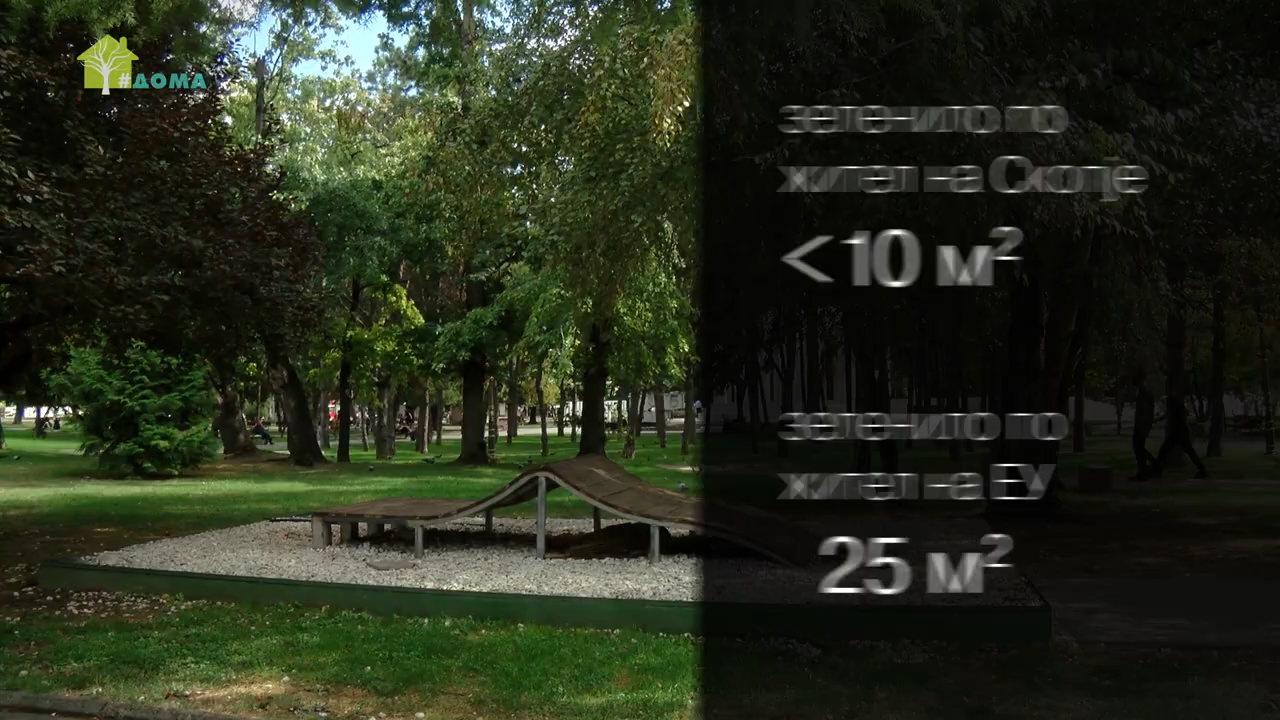 #ДОМА
зеленило по
жител на Скопје
< 10 м²
зеленило по
жител на ЕУ
25 м²